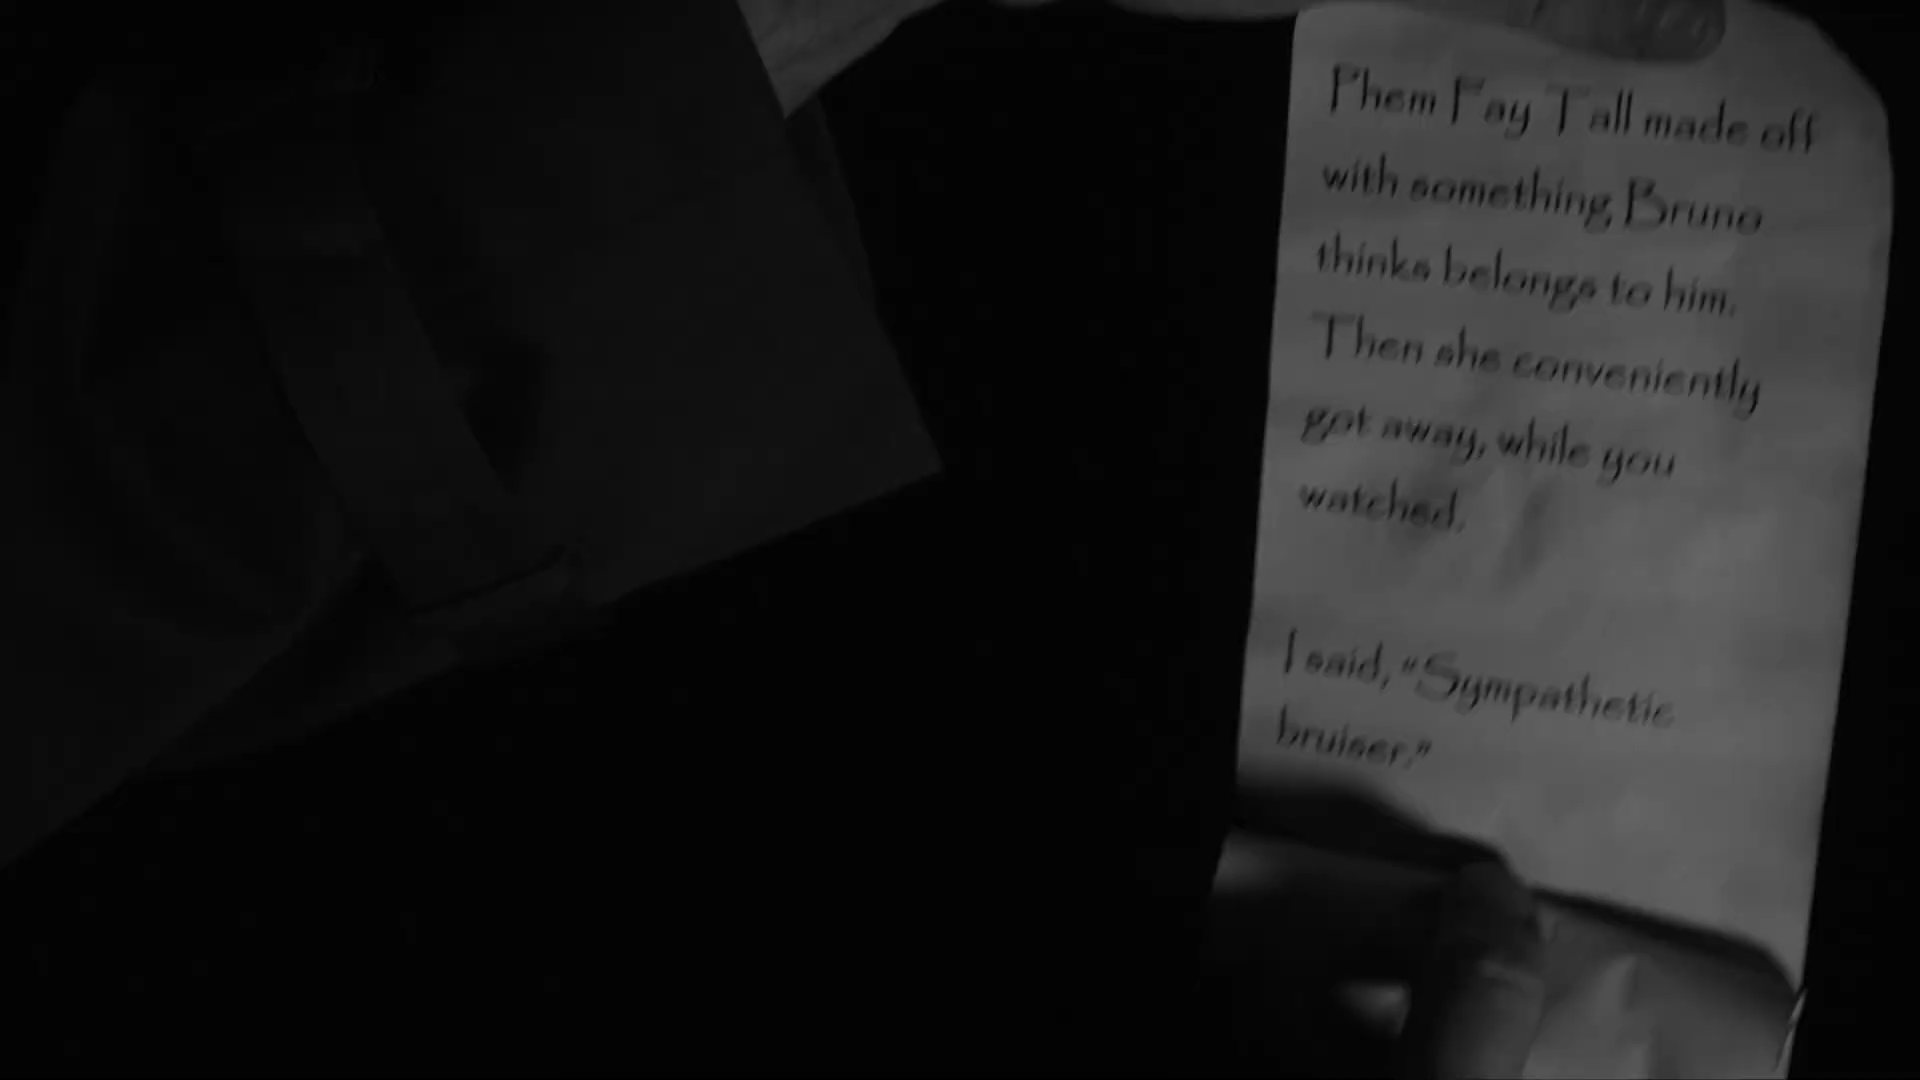 Phem Fay Tall made off
with something Bruno
thinks belongs to him.
Then she conveniently
got away, while you
watched.
I said, “Sympathetic
bruiser.”